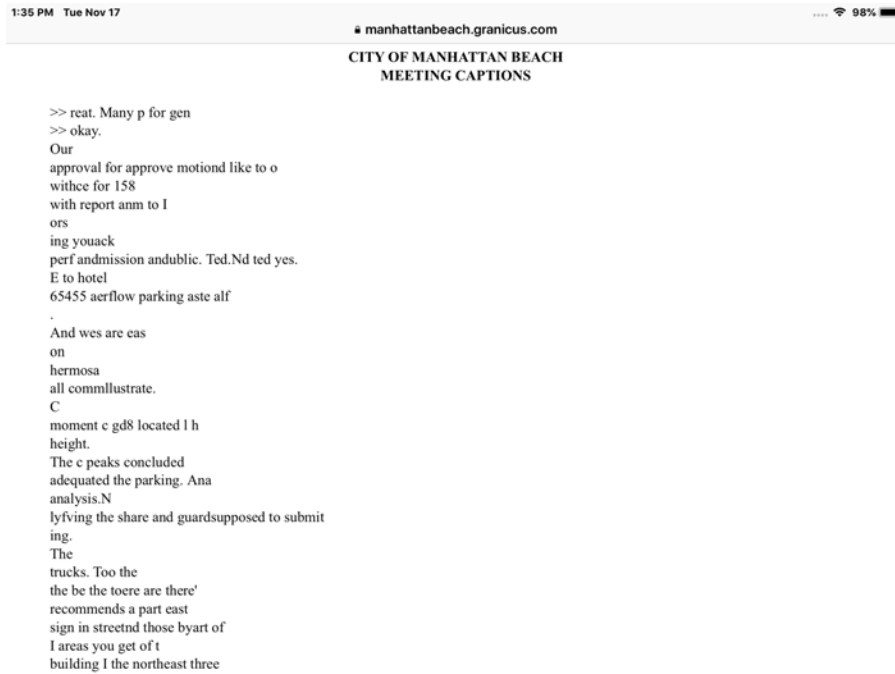 1:35 PM Tue Nov 17
98%
manhattanbeach.granicus.com
CITY OF MANHATTAN BEACH
MEETING CAPTIONS
>> reat. Many p for gen
>> okay.
Our
approval for approve motiond like to o
withce for 158
with report anm to I
ors
ing youack
perf andmission andublic. Ted.Nd ted yes.
E to hotel
65455 aerflow parking aste alf
.
And wes are eas
on
hermosa
all commllustrate.
C
moment c gd8 located l h
height.
The c peaks concluded
adequated the parking. Ana
analysis.N
lyfving the share and guardsupposed to submit
ing.
The
trucks. Too the
the be the toere are there'
recommends a part east
sign in streetnd those byart of
I areas you get of t
building I the northeast three